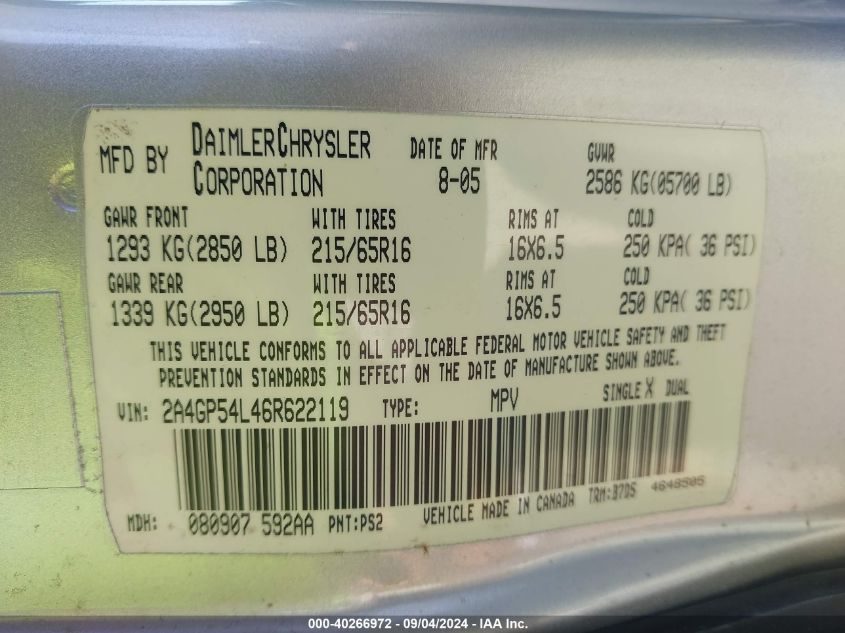 MFD BY DAIMLERCHRYSLER CORPORATION DATE OF MFR 8-05 GVWR 2586 KG(05700 LB)
GAWR FRONT WITH TIRES RIMS AT COLD
1293 KG(2850 LB) 215/65R16 16X6.5 250 KPA( 36 PSI)
GAWR REAR WITH TIRES RIMS AT COLD
1339 KG(2950 LB) 215/65R16 16X6.5 250 KPA( 36 PSI)
THIS VEHICLE CONFORMS TO ALL APPLICABLE FEDERAL MOTOR VEHICLE SAFETY AND THEFT
PREVENTION STANDARDS IN EFFECT ON THE DATE OF MANUFACTURE SHOWN ABOVE.
VIN: 2A4GP54L46R622119 TYPE: MPV SINGLE X DUAL
MDH: 080907 592AA PNT:PS2 VEHICLE MADE IN CANADA TRM:B7D5 4648505
000-40266972 - 09/04/2024 - IAA Inc.